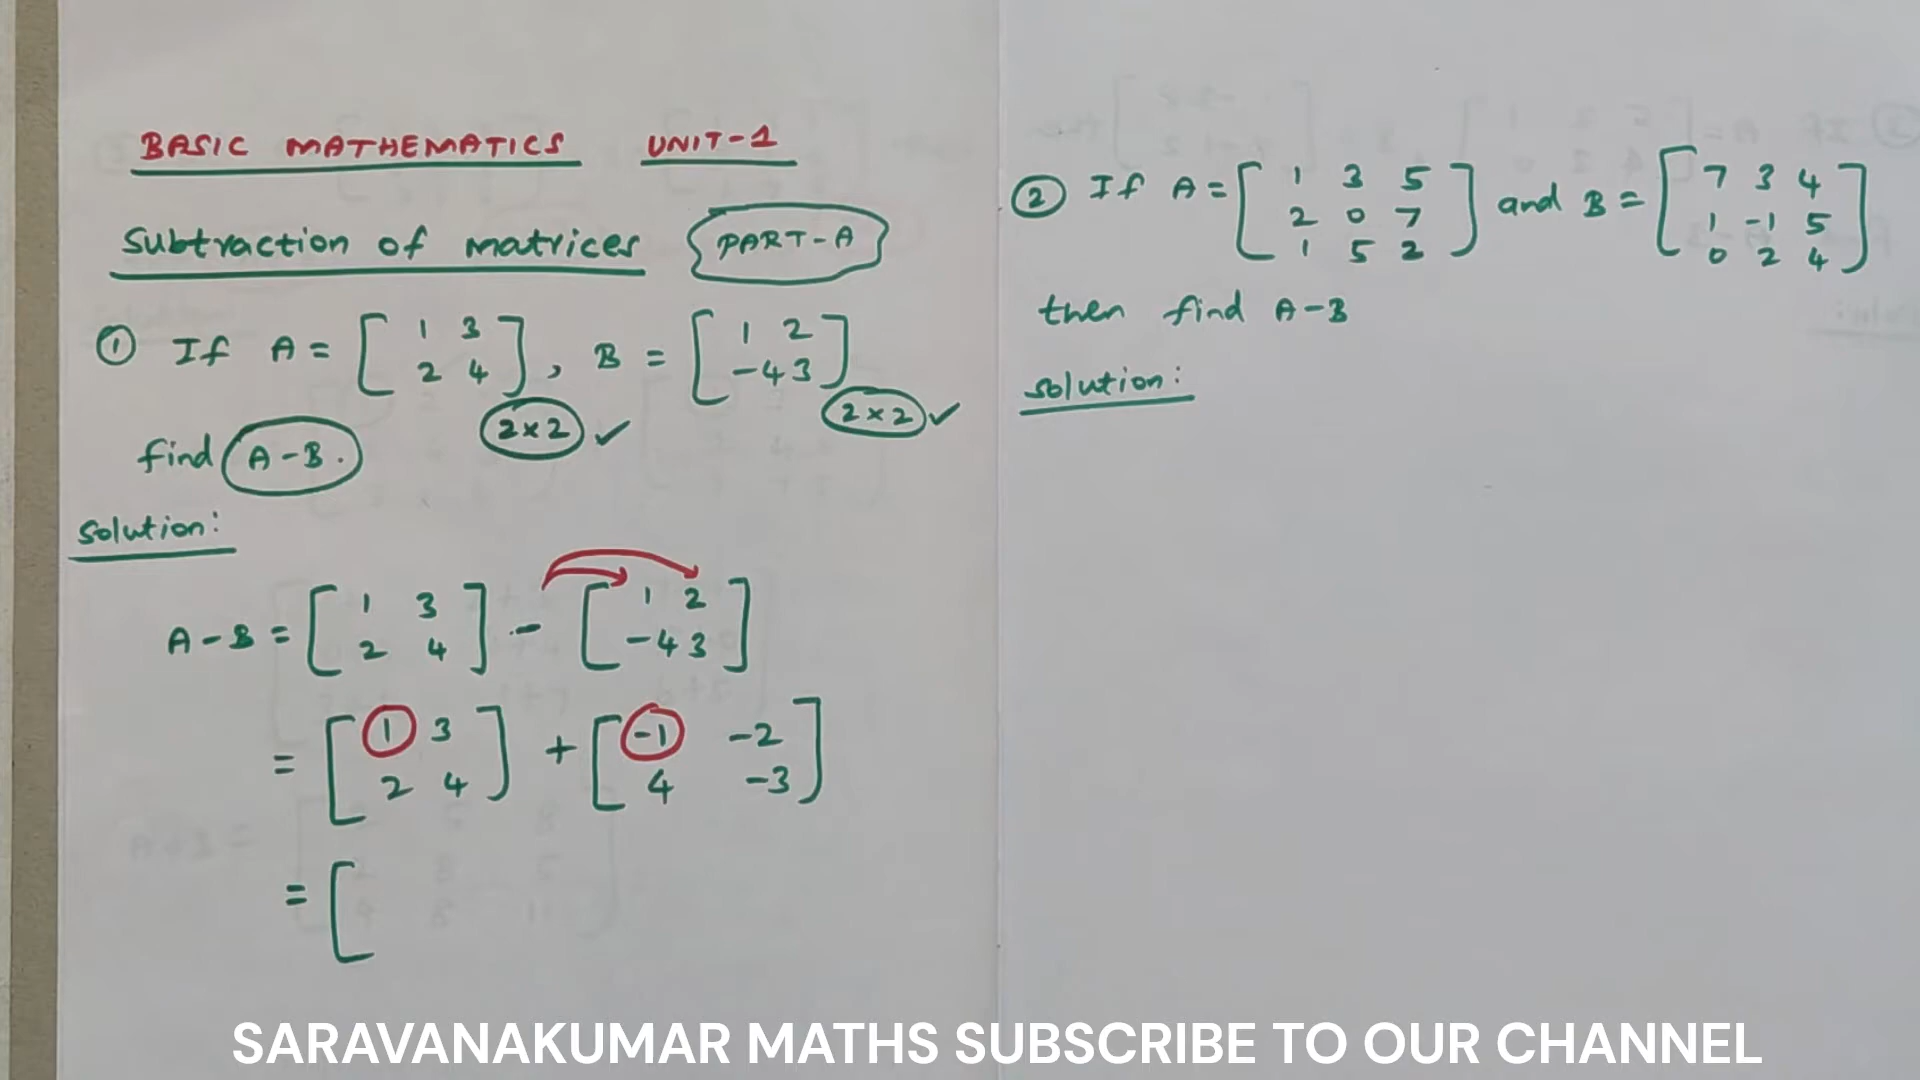 BASIC MATHEMATICS UNIT-1
Subtraction of matrices PART-A
① If A = [ 1 3
2 4 ], B = [ 1 2
-4 3 ]
2×2 ✓ 2×2 ✓
find A-B.
Solution:
A-B = [ 1 3
2 4 ] - [ 1 2
-4 3 ]
= [ 1 3
2 4 ] + [ -1 -2
4 -3 ]
= [
② If A = [ 1 3 5
2 0 7
1 5 2 ] and B = [ 7 3 4
1 -1 5
0 2 4 ]
then find A-B
solution:
SARAVANAKUMAR MATHS SUBSCRIBE TO OUR CHANNEL